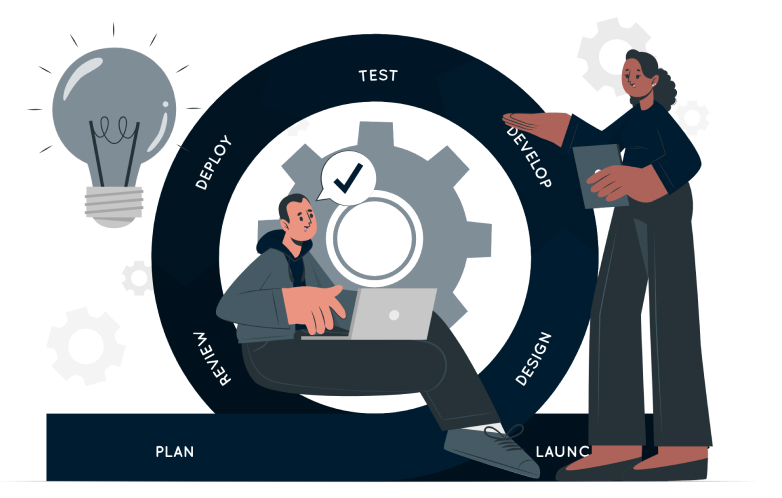 TEST
DEPLOY
DEVELOP
REVIEW
DESIGN
PLAN
LAUNC